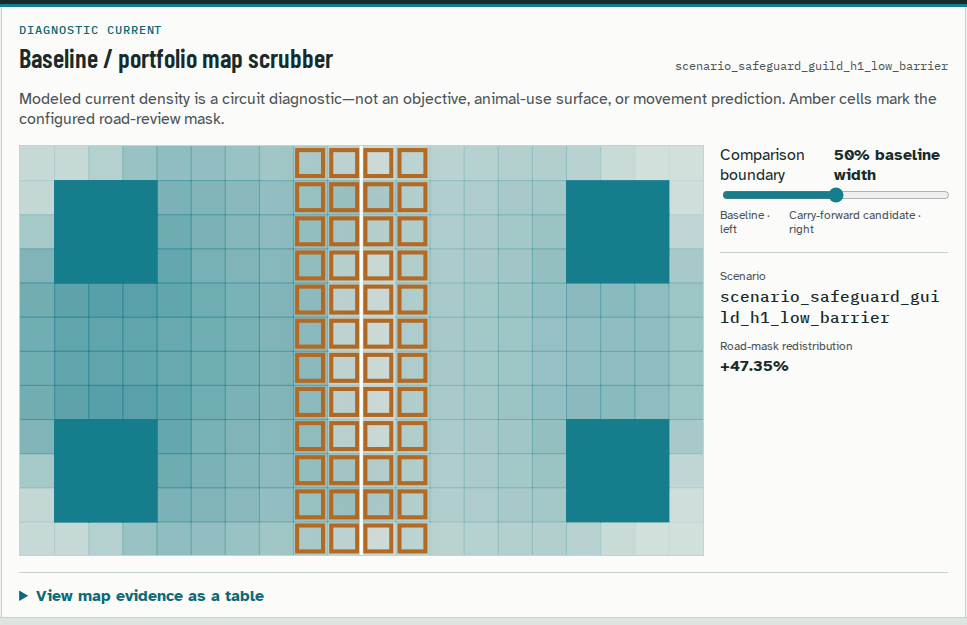 DIAGNOSTIC CURRENT
Baseline / portfolio map scrubber
scenario_safeguard_guild_h1_low_barrier
Modeled current density is a circuit diagnostic—not an objective, animal-use surface, or movement prediction. Amber cells mark the
configured road-review mask.
Comparison boundary
50% baseline width
Baseline · left
Carry-forward candidate · right
Scenario
scenario_safeguard_gui
ld_h1_low_barrier
Road-mask redistribution
+47.35%
▶ View map evidence as a table